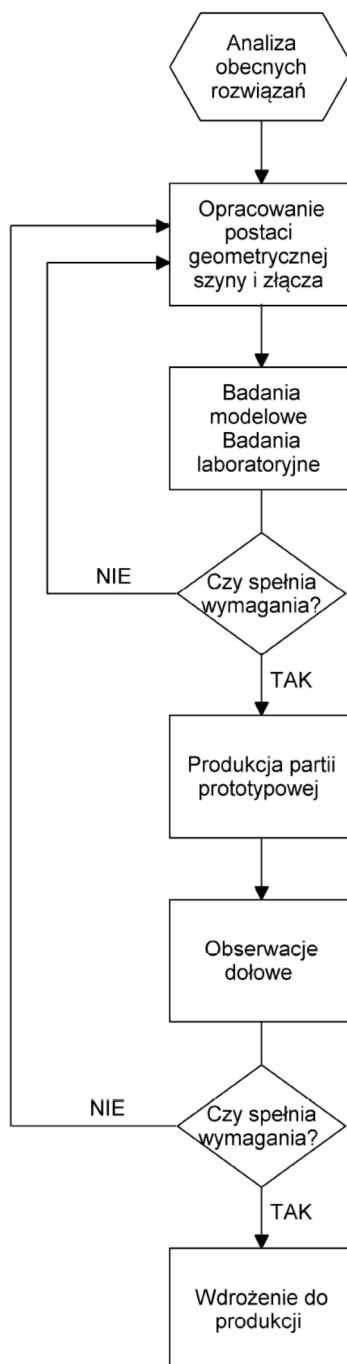 Analiza
obecnych
rozwiązań
Opracowanie
postaci
geometrycznej
szyny i złącza
Badania
modelowe
Badania
laboratoryjne
NIE
Czy spełnia
wymagania?
TAK
Produkcja partii
prototypowej
Obserwacje
dołowe
NIE
Czy spełnia
wymagania?
TAK
Wdrożenie do
produkcji